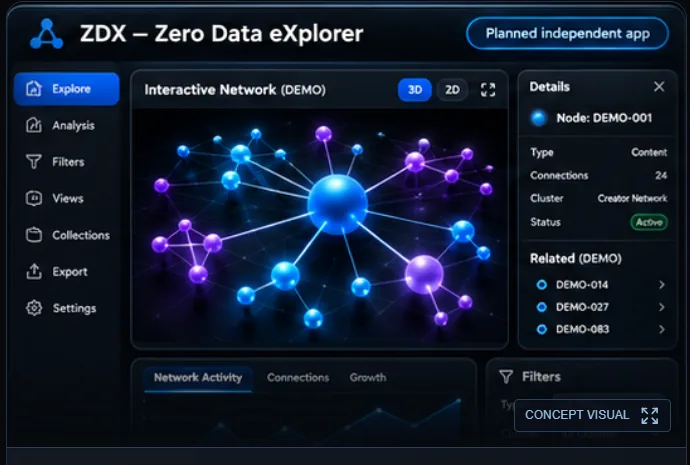 ZDX – Zero Data eXplorer
Planned independent app
Explore
Analysis
Filters
Views
Collections
Export
Settings
Interactive Network (DEMO)
3D
2D
Details
Node: DEMO-001
Type Content
Connections 24
Cluster Creator Network
Status Active
Related (DEMO)
DEMO-014
DEMO-027
DEMO-083
Network Activity Connections Growth
Filters
CONCEPT VISUAL